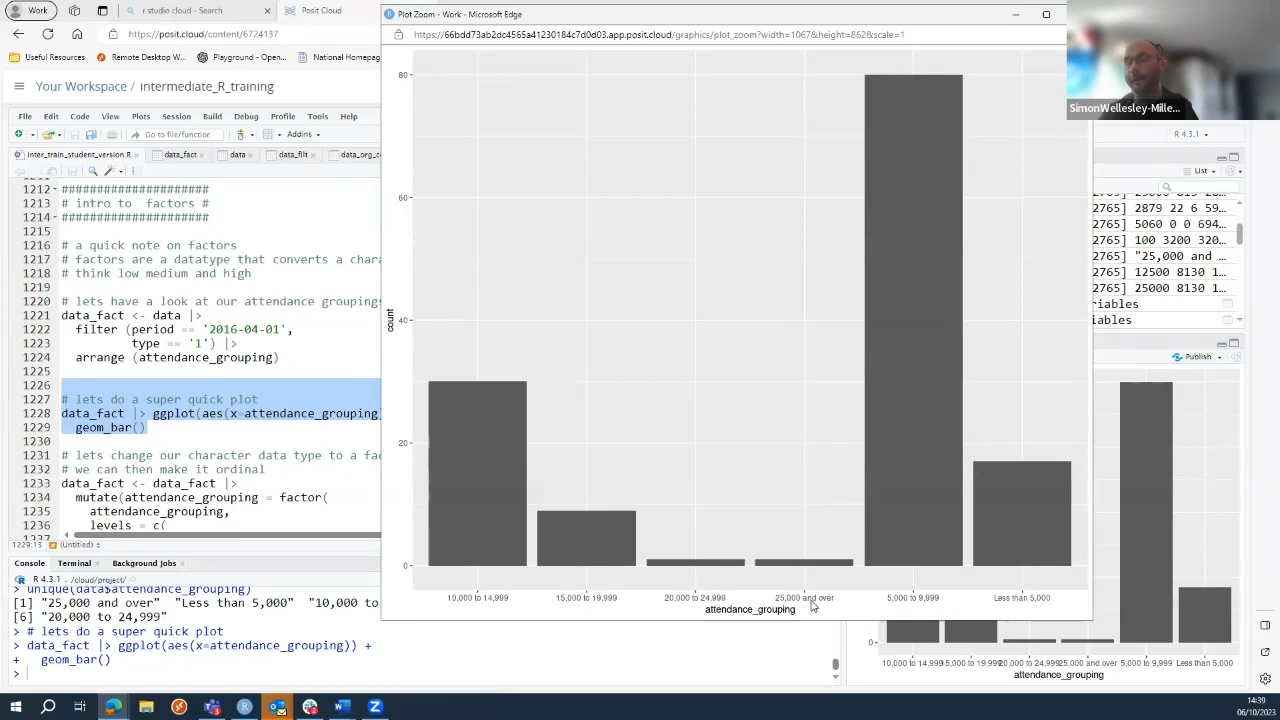 Work
r studio cloud - Search
Posit Cloud
https://posit.cloud/content/6724137
Useful Resources
Bookmarks
Playground - Open...
National Homepage
Your Workspace / intermediate_R_training
File Edit Code View Plots Session Build Debug Profile Tools Help
Go to file/function
Addins
R 4.3.1
inter_train_student_version.R
data_fact
data
data_filt
data_org_c
1212 ######################
1213 # intro to factors #
1214 ######################
1215
1216 # a quick note on factors
1217 # factors are a datatype that converts a char
1218 # think low medium and high
1219
1220 # lets have a look at our attendance groupings
1221 data_fact <- data |>
1222 filter (period == '2016-04-01',
1223 type == '1') |>
1224 arrange (attendance_grouping)
1225
1226
1227 # lets do a super quick plot
1228 data_fact |> ggplot(aes(x=attendance_grouping)
1229 geom_bar()
1230
1231 # lets change our character data type to a fac
1232 # we can then make it ordinal
1233 data_fact <- data_fact |>
1234 mutate(attendance_grouping = factor(
1235 attendance_grouping,
1236 levels = c(
1237
1229:13 (Untitled)
Console Terminal Background Jobs
R 4.3.1 . /cloud/project/
> unique(data$attendance_grouping)
[1] "25,000 and over" "Less than 5,000" "10,000 to
[6] "20,000 to 24,999"
> # lets do a super quick plot
> data_fact |> ggplot(aes(x=attendance_grouping)) +
+ geom_bar()
>
Plot Zoom - Work - Microsoft Edge
https://66bdd73ab2dc4565a41230184c7d0d03.app.posit.cloud/graphics/plot_zoom?width=1067&height=862&scale=1
80
60
40
20
0
count
10,000 to 14,999
15,000 to 19,999
20,000 to 24,999
25,000 and over
5,000 to 9,999
Less than 5,000
attendance_grouping
SimonWellesley-Mille...
List
2765] 2879 22 6 59...
2765] 5060 0 0 694...
2765] 100 3200 320...
2765] "25,000 and ...
2765] 12500 8130 1...
2765] 25000 8130 1...
riables
iables
Publish
0
10,000 to 14,999
15,000 to 19,999
20,000 to 24,999
25,000 and over
5,000 to 9,999
Less than 5,000
attendance_grouping
14:39
06/10/2023